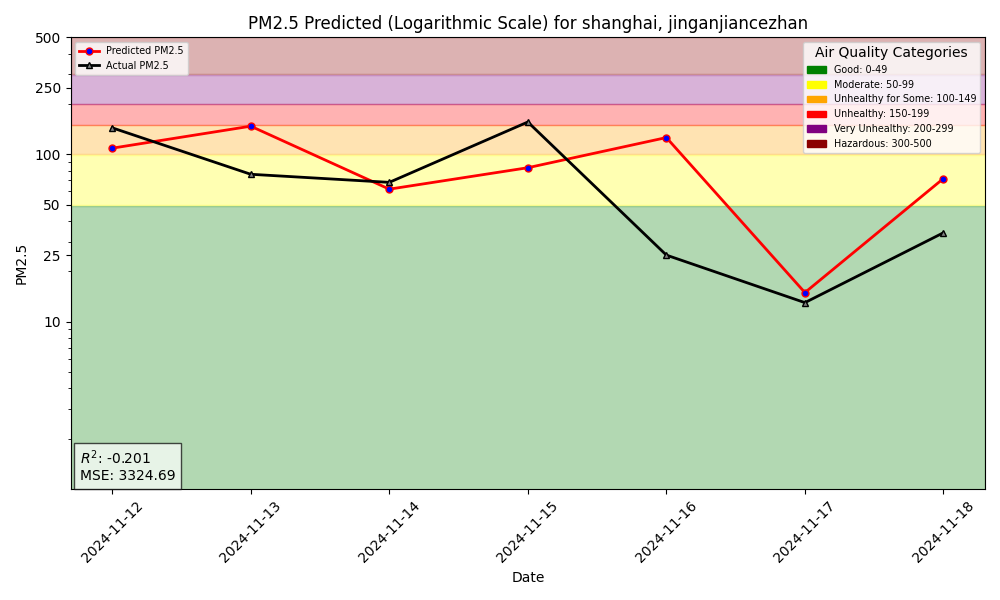 PM2.5 Predicted (Logarithmic Scale) for shanghai, jinganjiancezhan
Predicted PM2.5
Actual PM2.5
Air Quality Categories
Good: 0-49
Moderate: 50-99
Unhealthy for Some: 100-149
Unhealthy: 150-199
Very Unhealthy: 200-299
Hazardous: 300-500
500
250
100
50
25
10
PM2.5
R²: -0.201
MSE: 3324.69
2024-11-12
2024-11-13
2024-11-14
2024-11-15
2024-11-16
2024-11-17
2024-11-18
Date